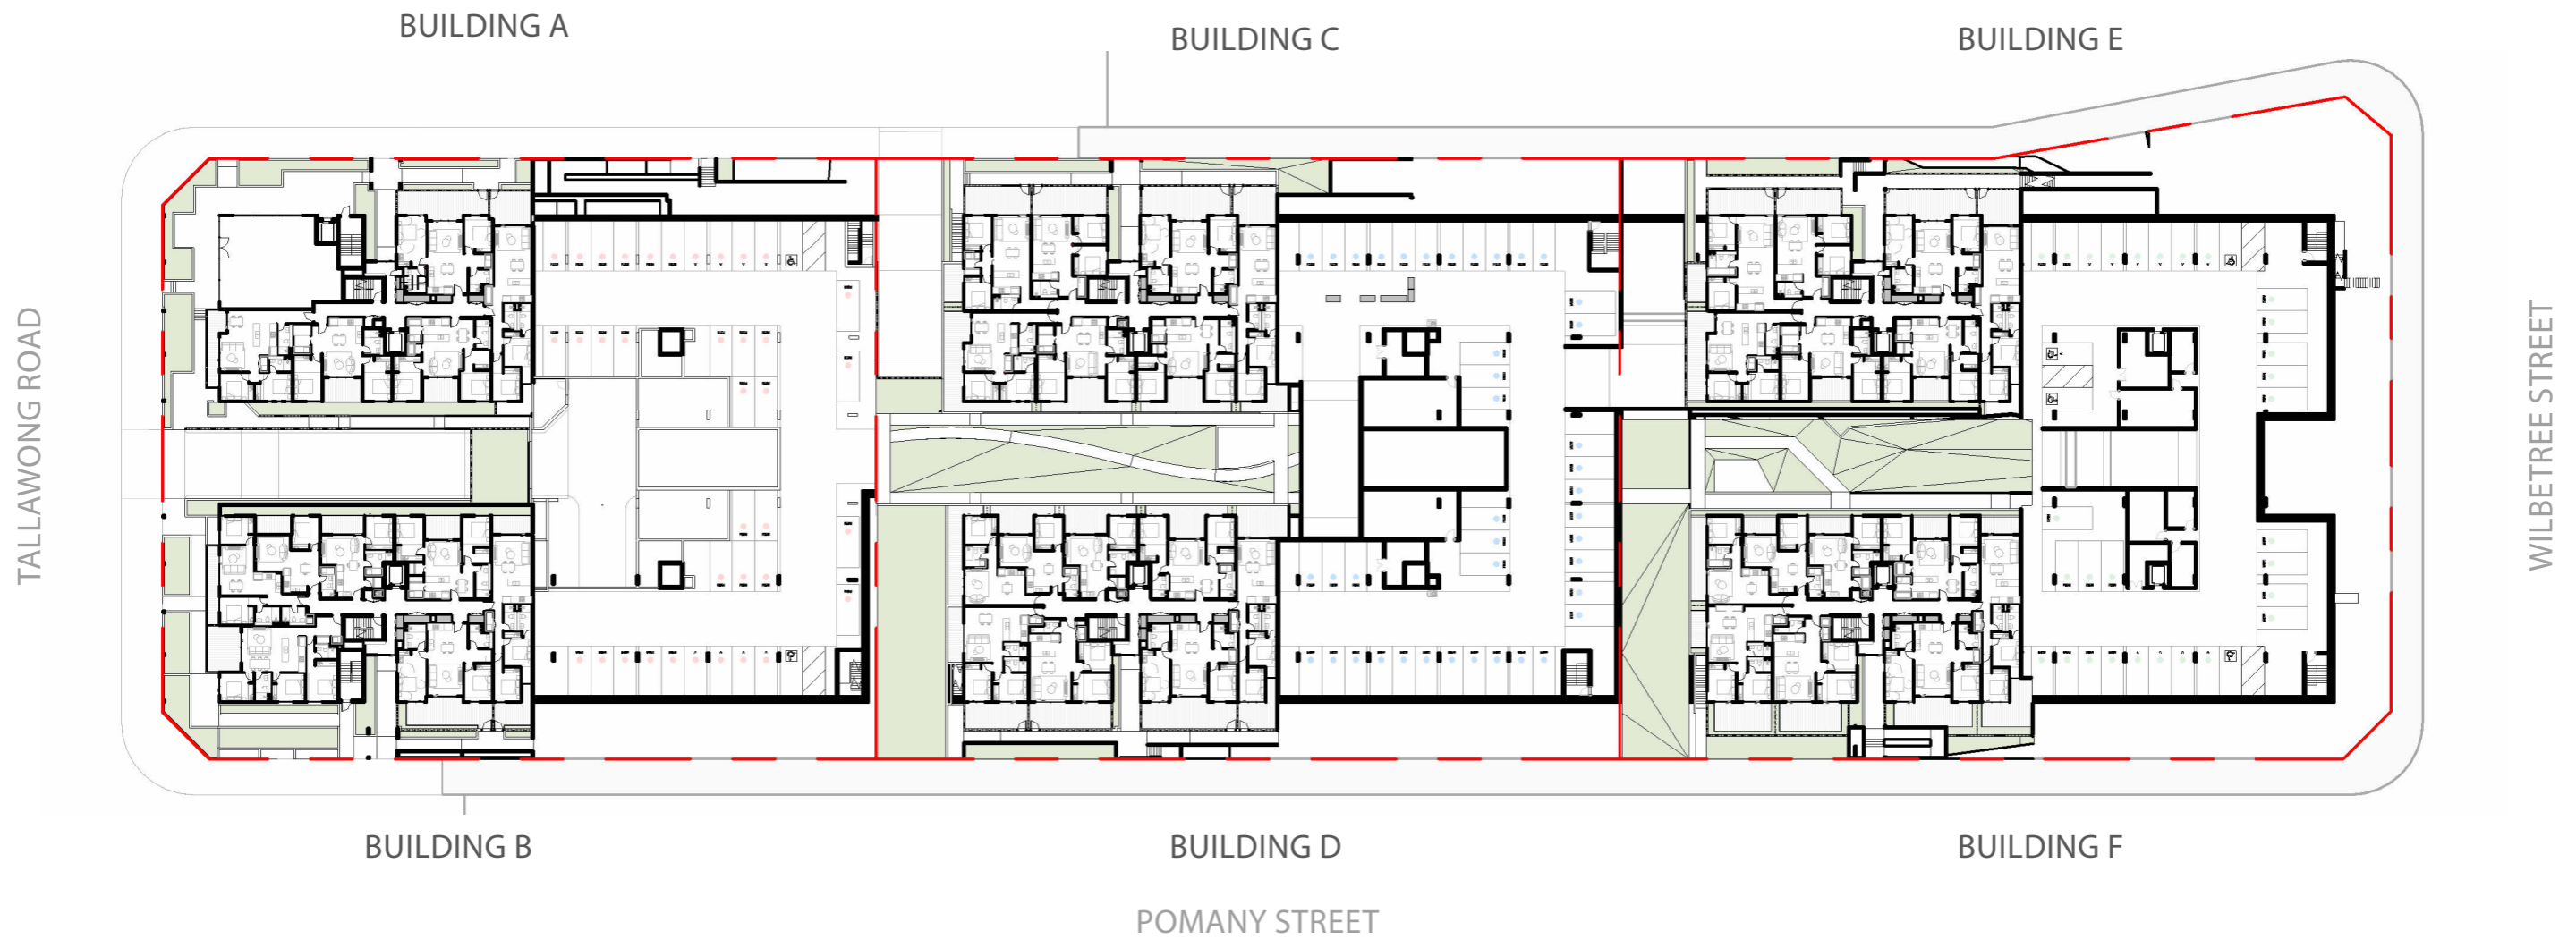 BUILDING A
BUILDING C
BUILDING E
TALLAWONG ROAD
WILBETREE STREET
BUILDING B
BUILDING D
BUILDING F
POMANY STREET